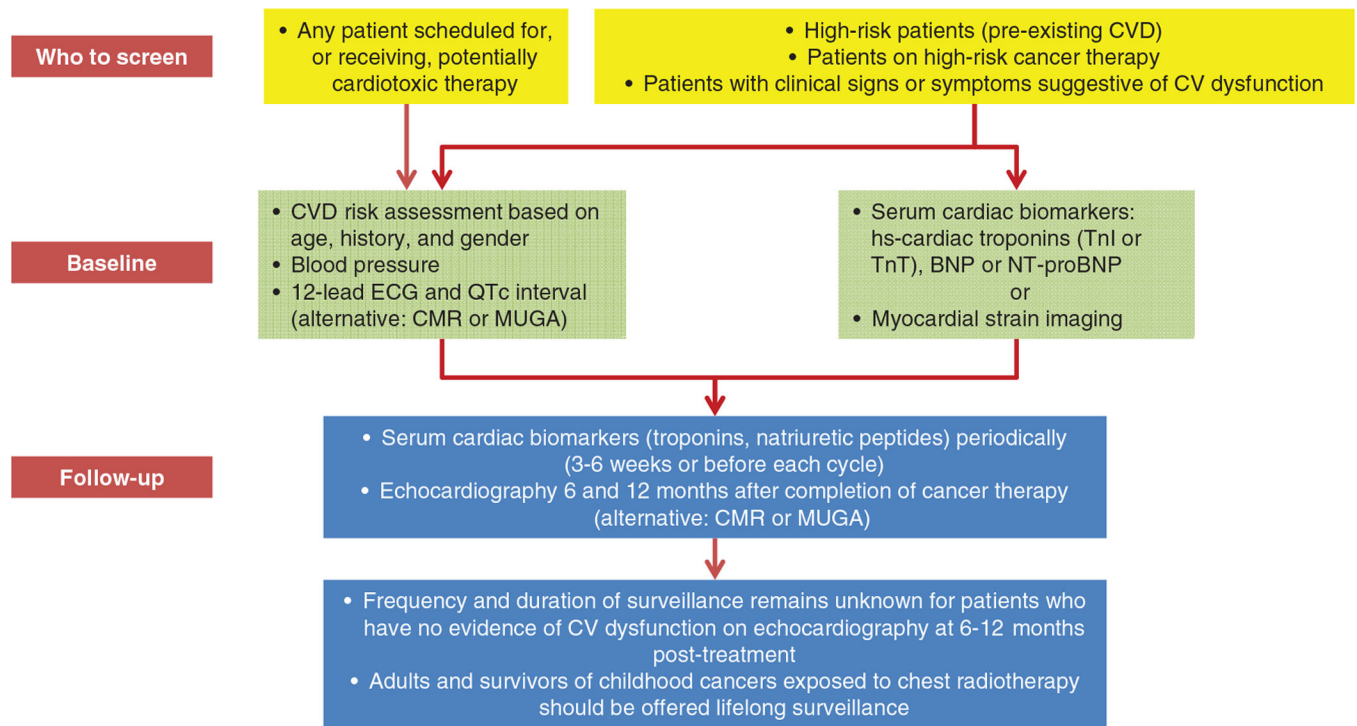 Who to screen
• Any patient scheduled for,
or receiving, potentially
cardiotoxic therapy
• High-risk patients (pre-existing CVD)
• Patients on high-risk cancer therapy
• Patients with clinical signs or symptoms suggestive of CV dysfunction
Baseline
• CVD risk assessment based on
age, history, and gender
• Blood pressure
• 12-lead ECG and QTc interval
(alternative: CMR or MUGA)
• Serum cardiac biomarkers:
hs-cardiac troponins (TnI or
TnT), BNP or NT-proBNP
or
• Myocardial strain imaging
Follow-up
• Serum cardiac biomarkers (troponins, natriuretic peptides) periodically
(3-6 weeks or before each cycle)
• Echocardiography 6 and 12 months after completion of cancer therapy
(alternative: CMR or MUGA)
• Frequency and duration of surveillance remains unknown for patients who
have no evidence of CV dysfunction on echocardiography at 6-12 months
post-treatment
• Adults and survivors of childhood cancers exposed to chest radiotherapy
should be offered lifelong surveillance